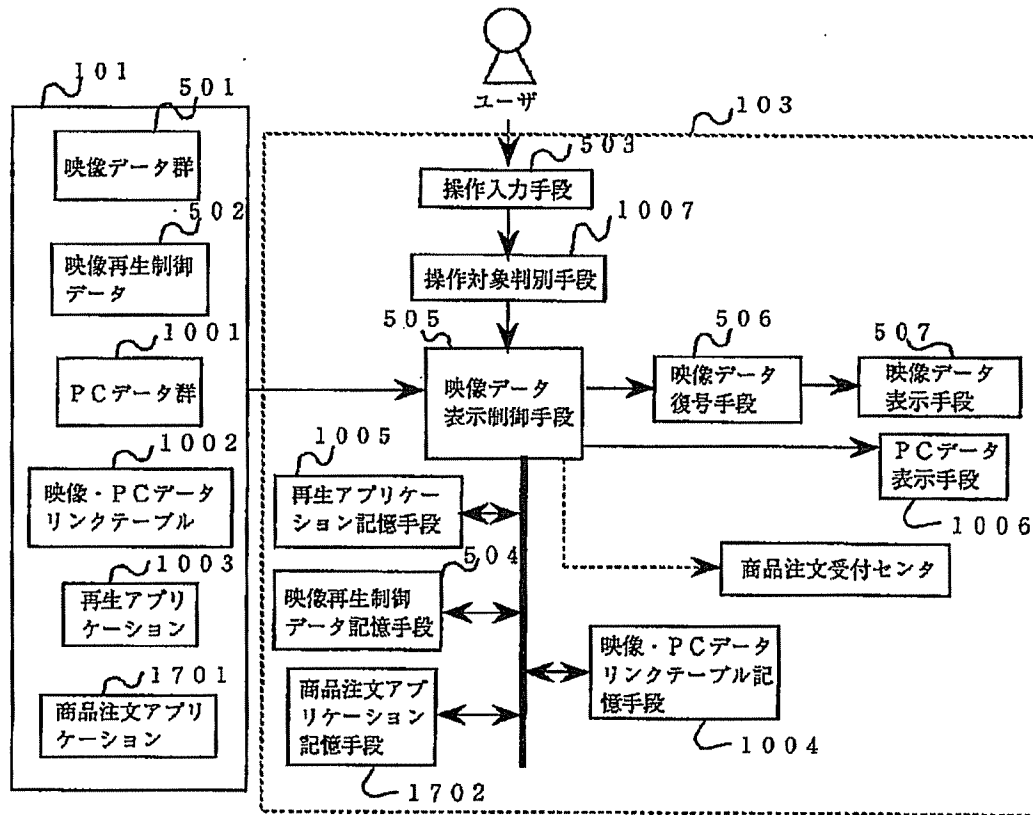 ユーザ
101
501
映像データ群
502
映像再生制御
データ
1001
PCデータ群
1002
映像・PCデータ
リンクテーブル
1003
再生アプリ
ケーション
1701
商品注文アプリ
ケーション
103
503
操作入力手段
1007
操作対象判別手段
505
映像データ
表示制御手段
506
映像データ
復号手段
507
映像データ
表示手段
PCデータ
表示手段
1006
1005
再生アプリケー
ション記憶手段
504
映像再生制御
データ記憶手段
商品注文アプ
リケーション
記憶手段
1702
商品注文受付センタ
映像・PCデータ
リンクテーブル記
憶手段
1004